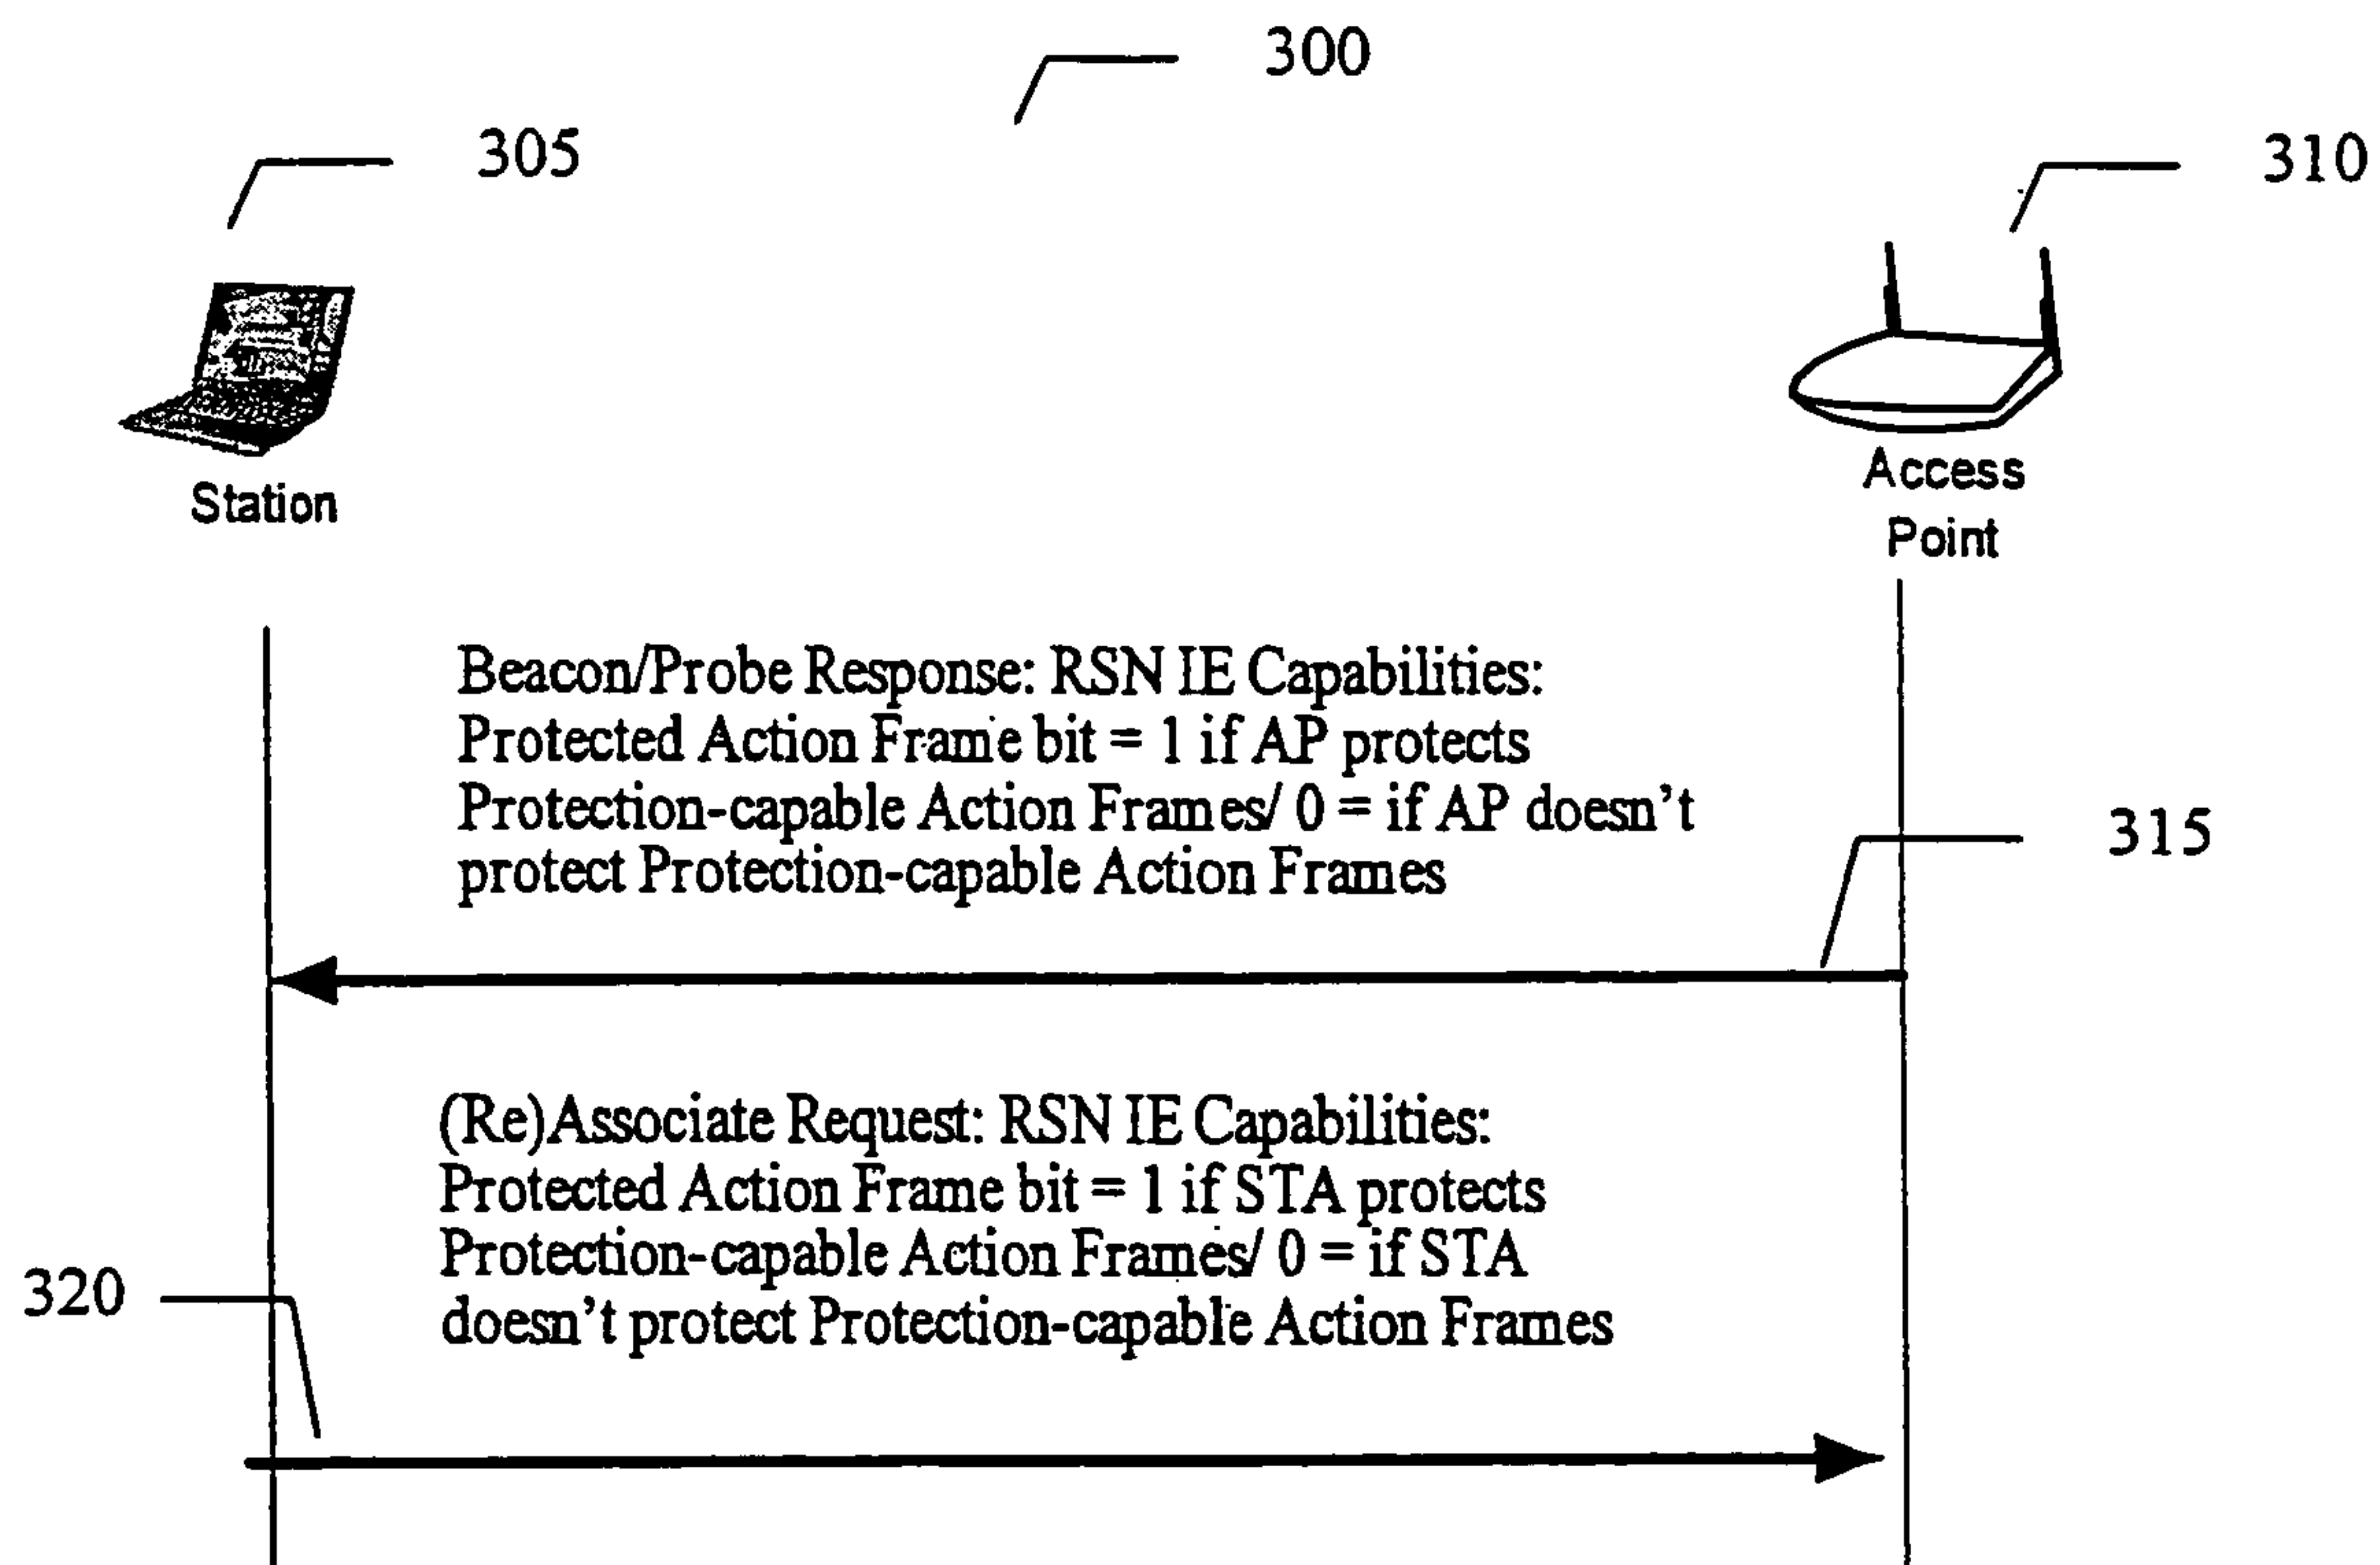 300
305
310
Station
Access
Point
Beacon/Probe Response: RSN IE Capabilities:
Protected Action Frame bit = 1 if AP protects
Protection-capable Action Frames/ 0 = if AP doesn't
protect Protection-capable Action Frames
315
(Re)Associate Request: RSN IE Capabilities:
Protected Action Frame bit = 1 if STA protects
Protection-capable Action Frames/ 0 = if STA
doesn't protect Protection-capable Action Frames
320